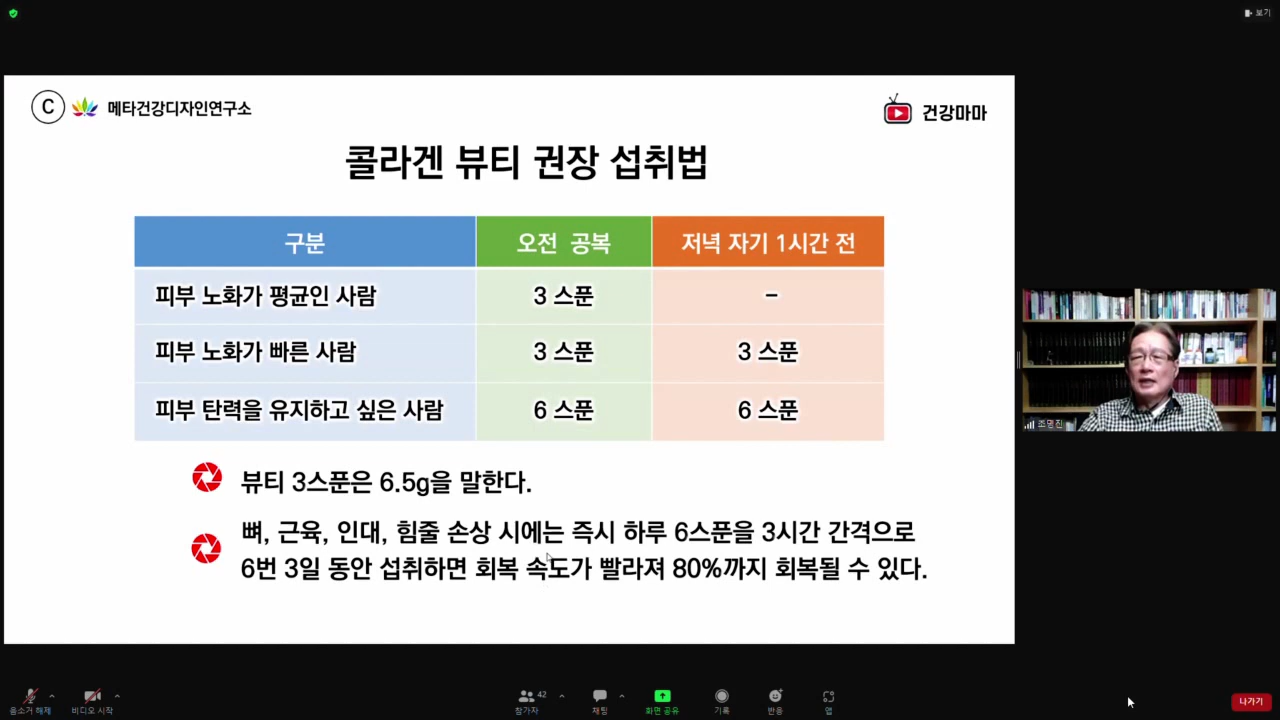 보기
C 메타건강디자인연구소
건강마마
콜라겐 뷰티 권장 섭취법
구분 오전 공복 저녁 자기 1시간 전
피부 노화가 평균인 사람 3 스푼 –
피부 노화가 빠른 사람 3 스푼 3 스푼
피부 탄력을 유지하고 싶은 사람 6 스푼 6 스푼
뷰티 3스푼은 6.5g을 말한다.
뼈, 근육, 인대, 힘줄 손상 시에는 즉시 하루 6스푼을 3시간 간격으로
6번 3일 동안 섭취하면 회복 속도가 빨라져 80%까지 회복될 수 있다.
조명진
음소거 해제 비디오 시작 참가자 42 채팅 화면 공유 기록 반응 앱 나가기